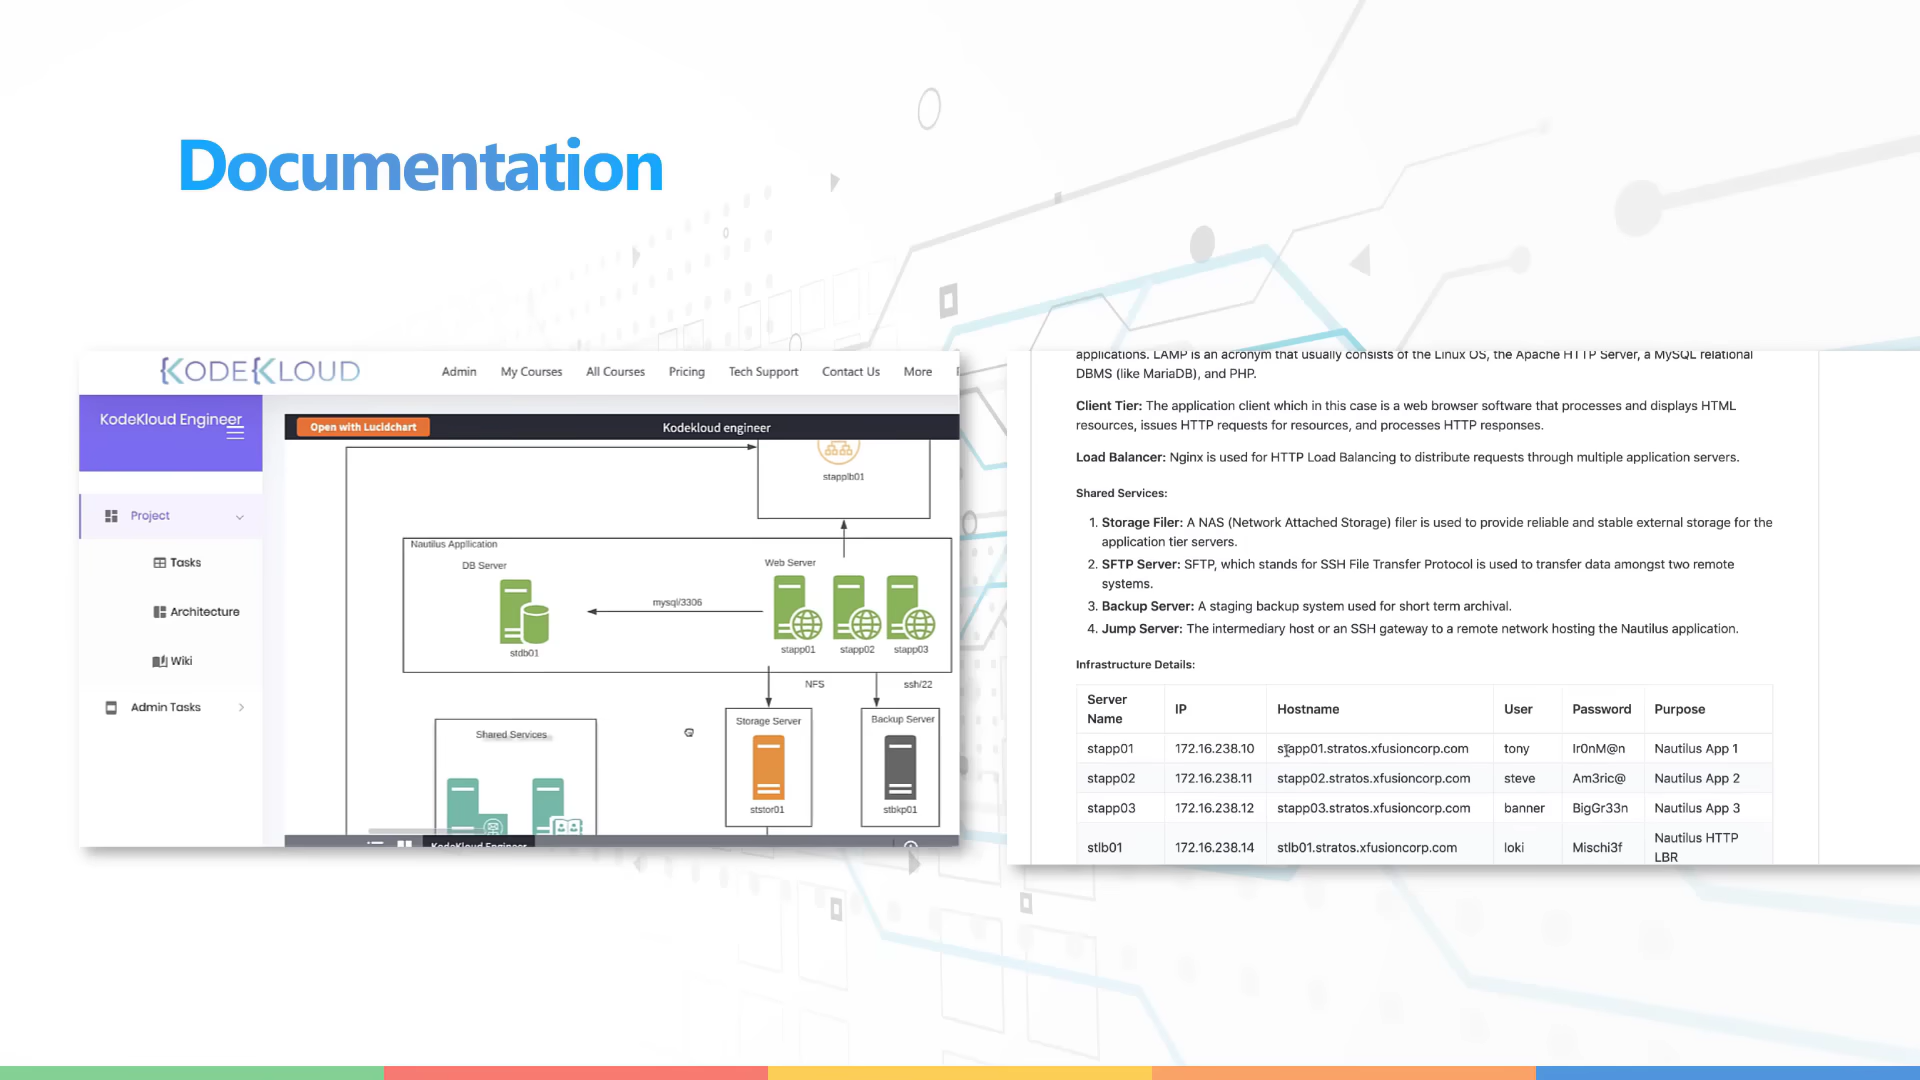 Documentation
KODEKLOUD
Admin
My Courses
All Courses
Pricing
Tech Support
Contact Us
More
KodeKloud Engineer
Open with Lucidchart
Kodekloud engineer
Project
Tasks
Architecture
Wiki
Admin Tasks
stapplb01
Nautilus Appllication
DB Server
Web Server
mysql/3306
stdb01
stapp01
stapp02
stapp03
NFS
ssh/22
Shared Services
Storage Server
Backup Server
ststor01
stbkp01
KodeKloud Engineer
applications. LAMP is an acronym that usually consists of the Linux OS, the Apache HTTP Server, a MySQL relational
DBMS (like MariaDB), and PHP.
Client Tier: The application client which in this case is a web browser software that processes and displays HTML
resources, issues HTTP requests for resources, and processes HTTP responses.
Load Balancer: Nginx is used for HTTP Load Balancing to distribute requests through multiple application servers.
Shared Services:
1. Storage Filer: A NAS (Network Attached Storage) filer is used to provide reliable and stable external storage for the
application tier servers.
2. SFTP Server: SFTP, which stands for SSH File Transfer Protocol is used to transfer data amongst two remote
systems.
3. Backup Server: A staging backup system used for short term archival.
4. Jump Server: The intermediary host or an SSH gateway to a remote network hosting the Nautilus application.
Infrastructure Details:
Server Name IP Hostname User Password Purpose
stapp01 172.16.238.10 stapp01.stratos.xfusioncorp.com tony Ir0nM@n Nautilus App 1
stapp02 172.16.238.11 stapp02.stratos.xfusioncorp.com steve Am3ric@ Nautilus App 2
stapp03 172.16.238.12 stapp03.stratos.xfusioncorp.com banner BigGr33n Nautilus App 3
stlb01 172.16.238.14 stlb01.stratos.xfusioncorp.com loki Mischi3f Nautilus HTTP LBR